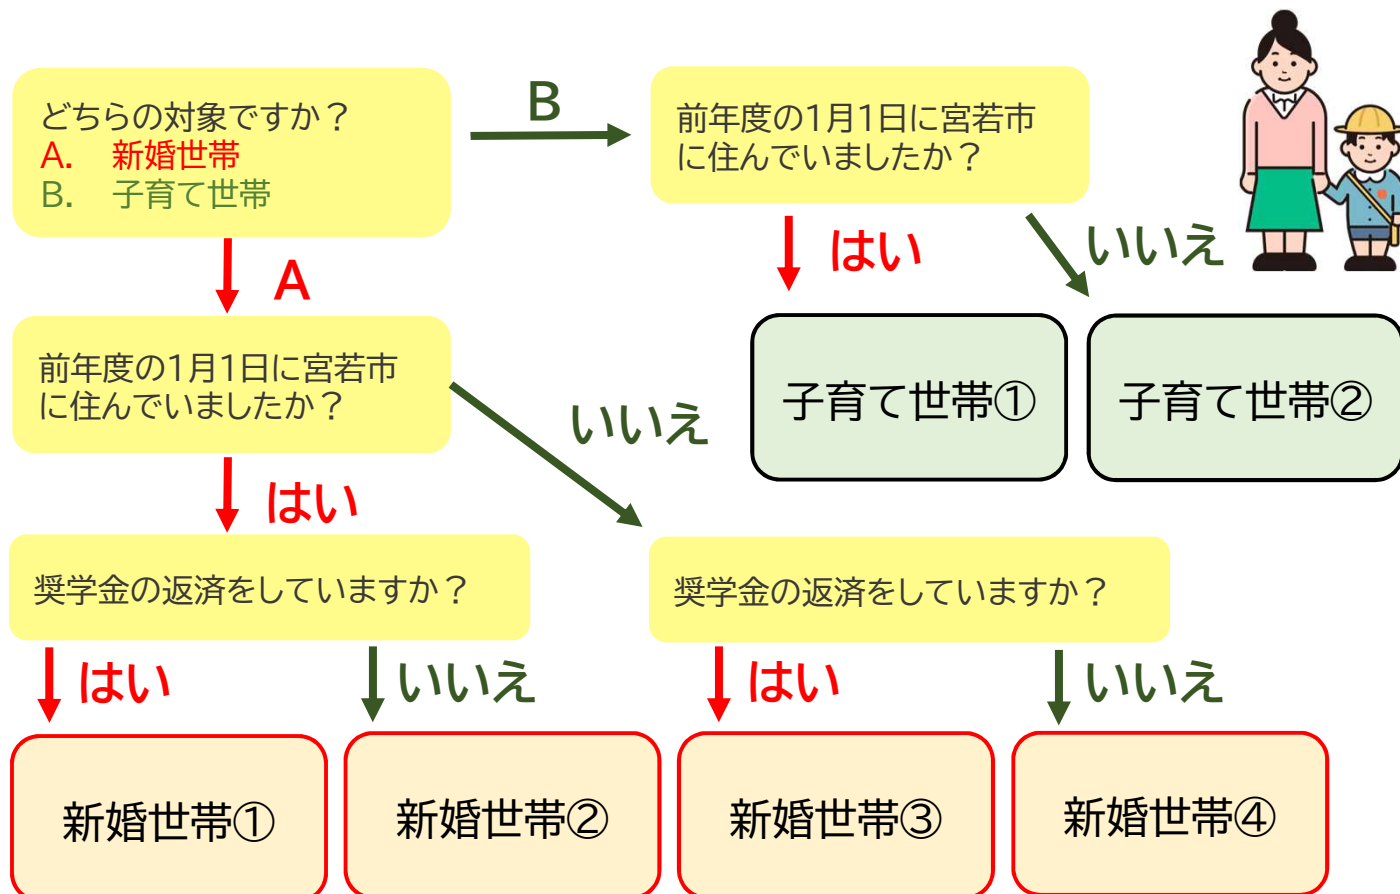 どちらの対象ですか？
A.　新婚世帯
B.　子育て世帯
B
前年度の1月1日に宮若市
に住んでいましたか？
はい
いいえ
子育て世帯①
子育て世帯②
A
前年度の1月1日に宮若市
に住んでいましたか？
いいえ
はい
奨学金の返済をしていますか？
奨学金の返済をしていますか？
はい
いいえ
はい
いいえ
新婚世帯①
新婚世帯②
新婚世帯③
新婚世帯④